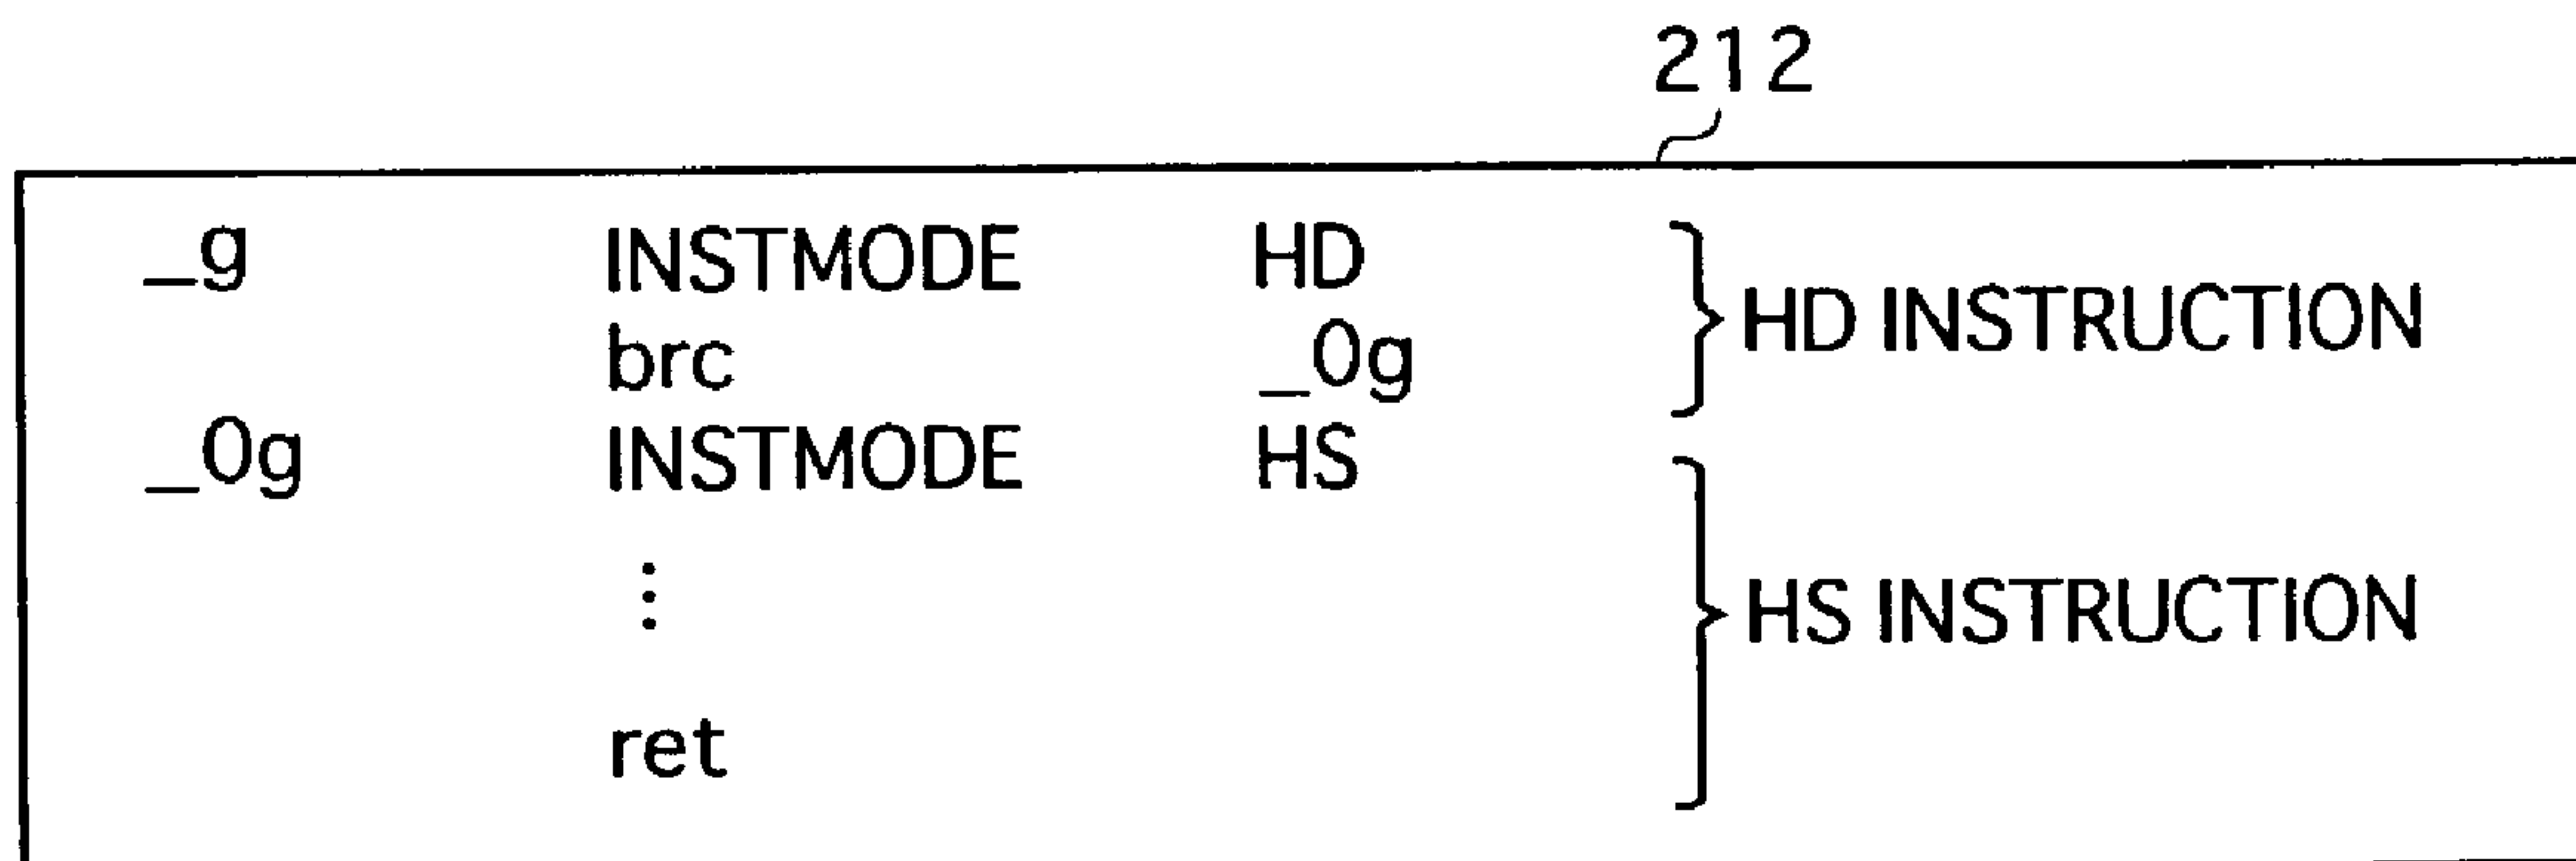 212
_g INSTMODE HD
HD INSTRUCTION
brc _0g
_0g INSTMODE HS
⋮
HS INSTRUCTION
ret